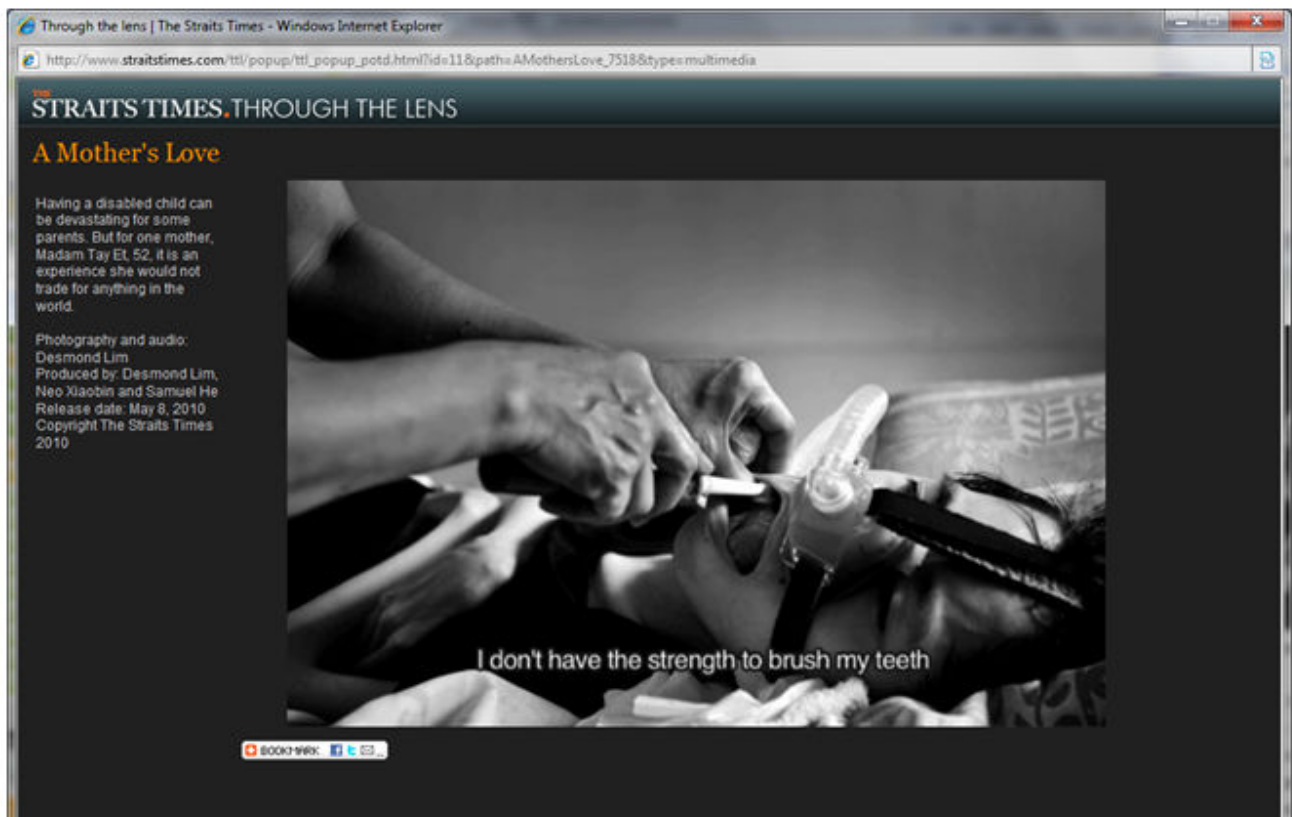 Through the lens | The Straits Times - Windows Internet Explorer
http://www.straitstimes.com/ttl/popup/ttl_popup_potd.html?id=11&path=AMothersLove_7518&type=multimedia
THE
STRAITS TIMES.THROUGH THE LENS
A Mother's Love
Having a disabled child can
be devastating for some
parents. But for one mother,
Madam Tay Et, 52, it is an
experience she would not
trade for anything in the
world.
Photography and audio:
Desmond Lim
Produced by: Desmond Lim,
Neo Xiaobin and Samuel He
Release date: May 8, 2010
Copyright The Straits Times
2010
I don't have the strength to brush my teeth
BOOKMARK